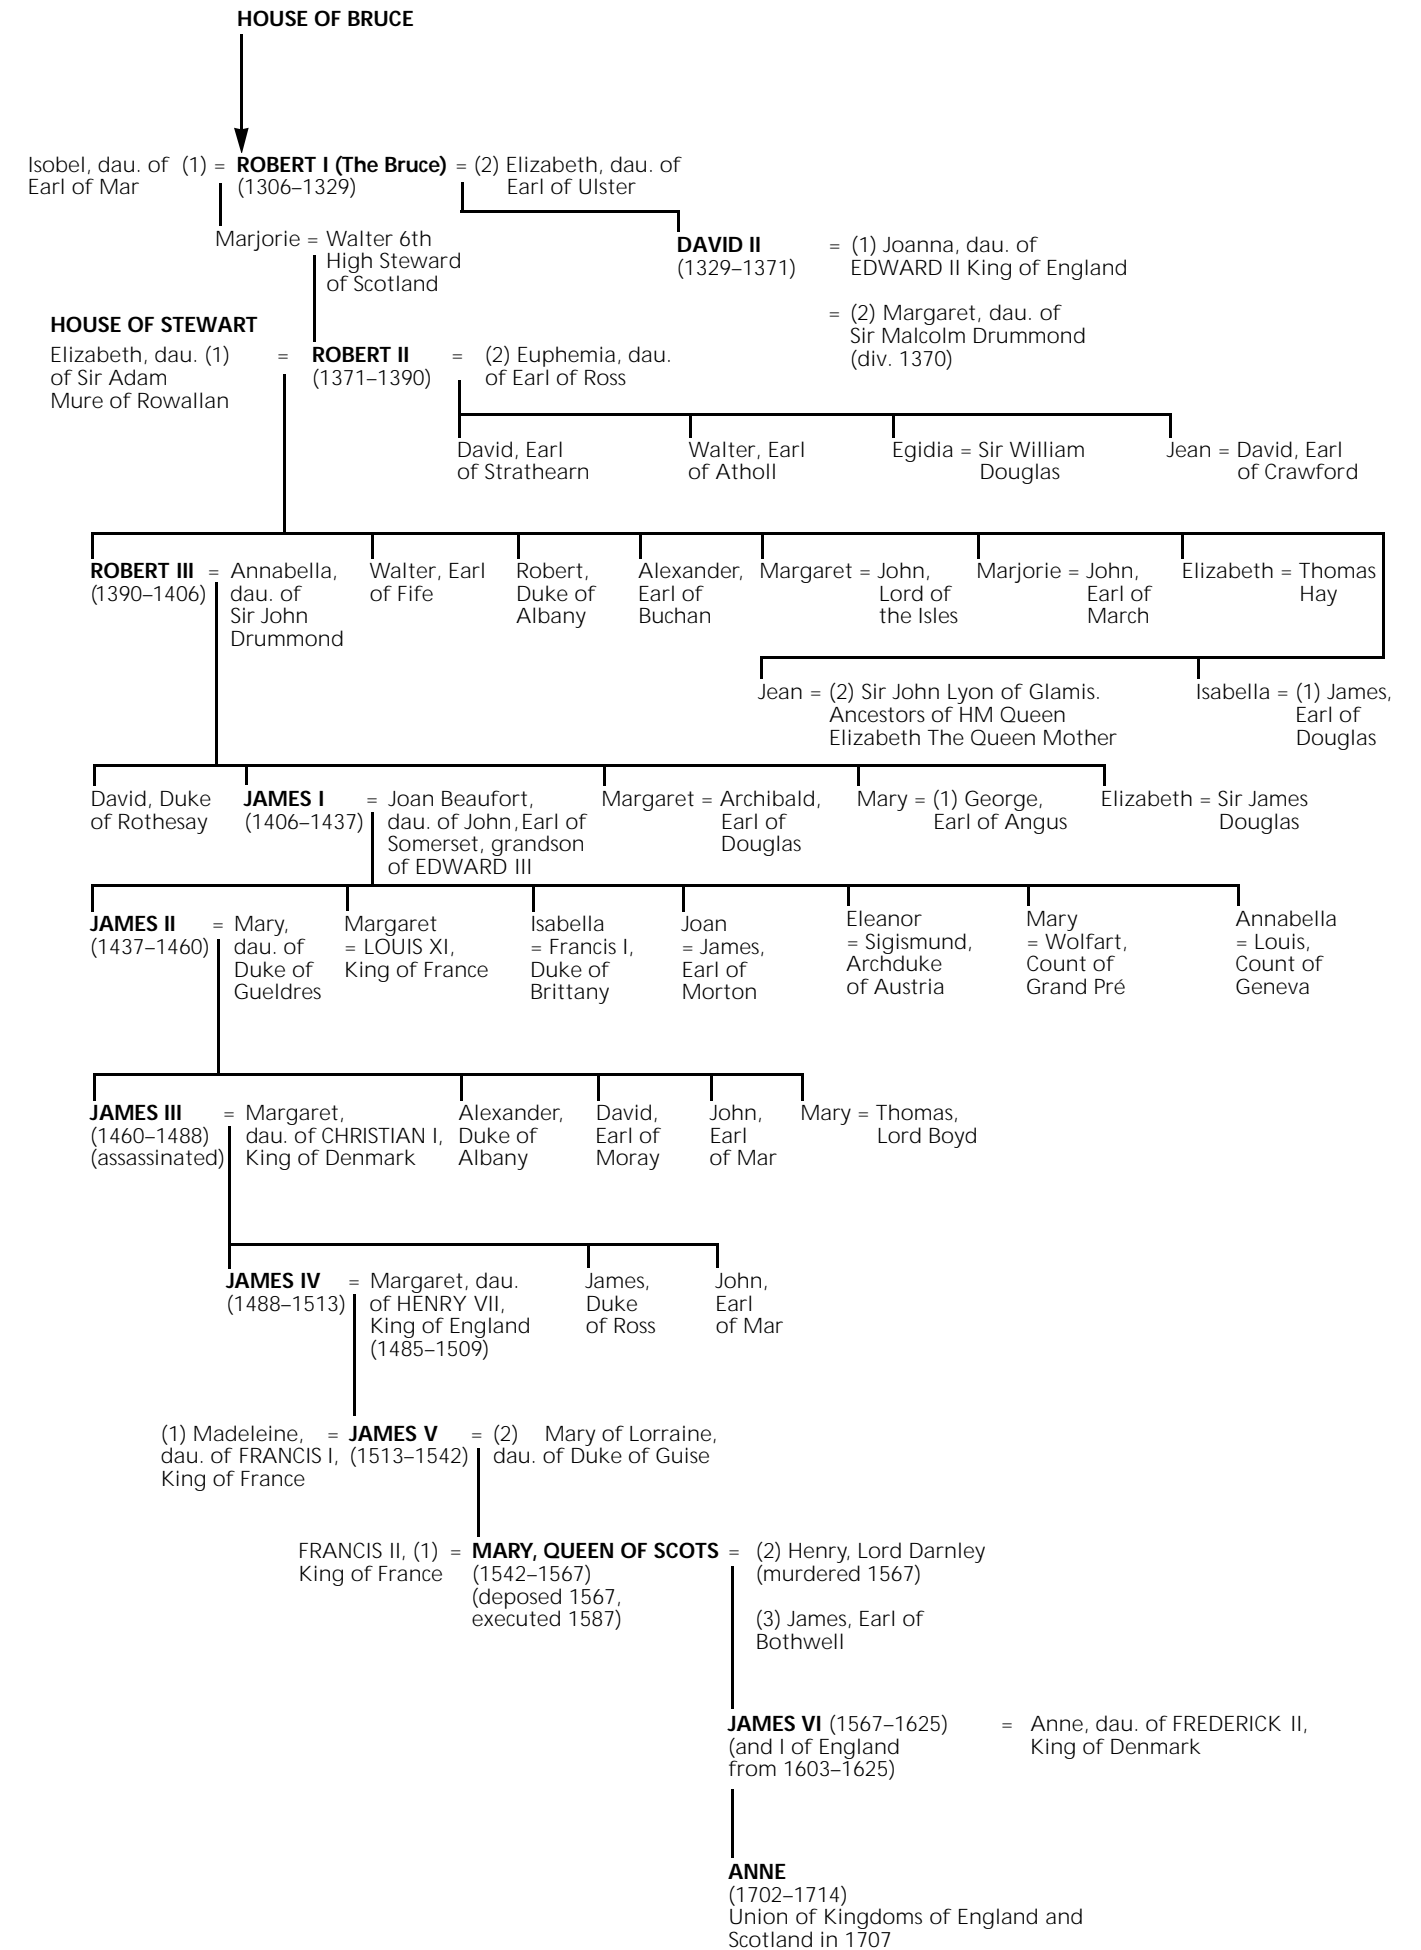 HOUSE OF BRUCE
Isobel, dau. of (1) = ROBERT I (The Bruce) = (2) Elizabeth, dau. of
Earl of Mar (1306–1329) Earl of Ulster
Marjorie = Walter 6th
High Steward
of Scotland
DAVID II = (1) Joanna, dau. of
(1329–1371) EDWARD II King of England
= (2) Margaret, dau. of
Sir Malcolm Drummond
(div. 1370)
HOUSE OF STEWART
Elizabeth, dau. (1) = ROBERT II = (2) Euphemia, dau.
of Sir Adam (1371–1390) of Earl of Ross
Mure of Rowallan
David, Earl
of Strathearn
Walter, Earl
of Atholl
Egidia = Sir William
Douglas
Jean = David, Earl
of Crawford
ROBERT III = Annabella,
(1390–1406) dau. of
Sir John
Drummond
Walter, Earl
of Fife
Robert,
Duke of
Albany
Alexander,
Earl of
Buchan
Margaret = John,
Lord of
the Isles
Marjorie = John,
Earl of
March
Elizabeth = Thomas
Hay
Jean = (2) Sir John Lyon of Glamis.
Ancestors of HM Queen
Elizabeth The Queen Mother
Isabella = (1) James,
Earl of
Douglas
David, Duke
of Rothesay
JAMES I = Joan Beaufort,
(1406–1437) dau. of John, Earl of
Somerset, grandson
of EDWARD III
Margaret = Archibald,
Earl of
Douglas
Mary = (1) George,
Earl of Angus
Elizabeth = Sir James
Douglas
JAMES II = Mary,
(1437–1460) dau. of
Duke of
Gueldres
Margaret
= LOUIS XI,
King of France
Isabella
= Francis I,
Duke of
Brittany
Joan
= James,
Earl of
Morton
Eleanor
= Sigismund,
Archduke
of Austria
Mary
= Wolfart,
Count of
Grand Pré
Annabella
= Louis,
Count of
Geneva
JAMES III = Margaret,
(1460–1488) dau. of CHRISTIAN I,
(assassinated) King of Denmark
Alexander,
Duke of
Albany
David,
Earl of
Moray
John,
Earl
of Mar
Mary = Thomas,
Lord Boyd
JAMES IV = Margaret, dau.
(1488–1513) of HENRY VII,
King of England
(1485–1509)
James,
Duke
of Ross
John,
Earl
of Mar
(1) Madeleine, = JAMES V = (2) Mary of Lorraine,
dau. of FRANCIS I, (1513–1542) dau. of Duke of Guise
King of France
FRANCIS II, (1) = MARY, QUEEN OF SCOTS = (2) Henry, Lord Darnley
King of France (1542–1567) (murdered 1567)
(deposed 1567,
executed 1587) (3) James, Earl of
Bothwell
JAMES VI (1567–1625) = Anne, dau. of FREDERICK II,
(and I of England King of Denmark
from 1603–1625)
ANNE
(1702–1714)
Union of Kingdoms of England and
Scotland in 1707